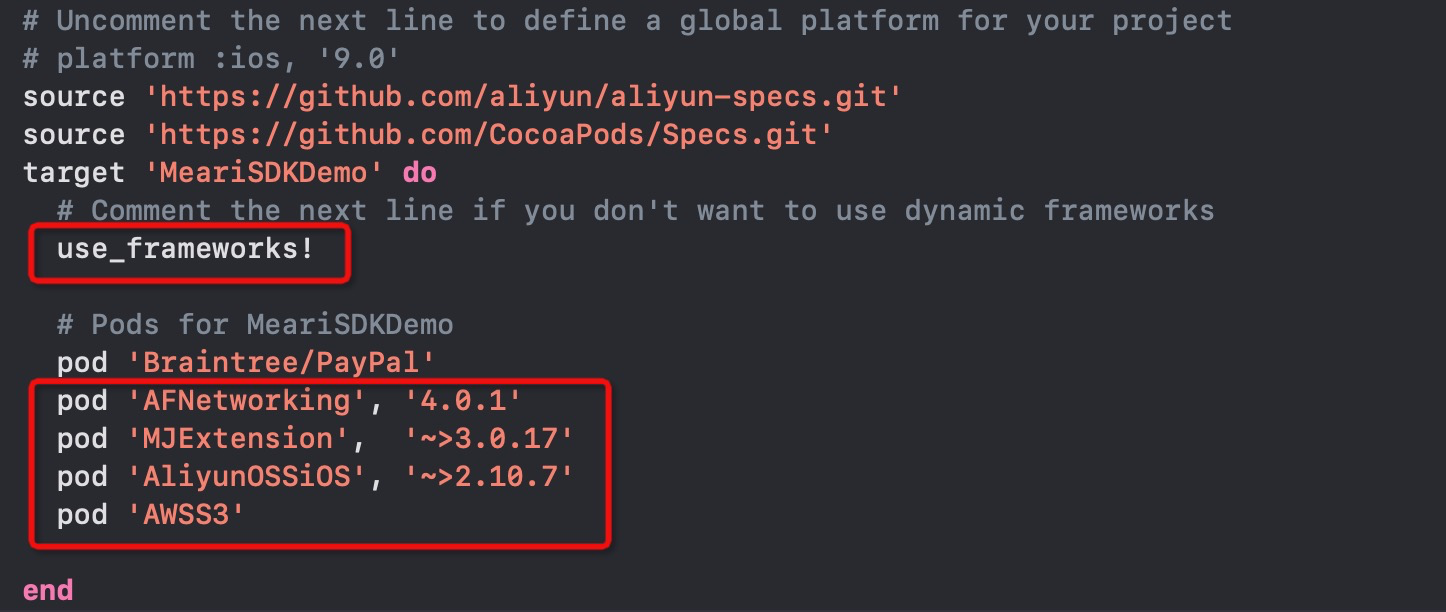 # Uncomment the next line to define a global platform for your project
# platform :ios, '9.0'
source 'https://github.com/aliyun/aliyun-specs.git'
source 'https://github.com/CocoaPods/Specs.git'
target 'MeariSDKDemo' do
  # Comment the next line if you don't want to use dynamic frameworks
  use_frameworks!

  # Pods for MeariSDKDemo
  pod 'Braintree/PayPal'
  pod 'AFNetworking', '4.0.1'
  pod 'MJExtension',  '~>3.0.17'
  pod 'AliyunOSSiOS', '~>2.10.7'
  pod 'AWSS3'

end